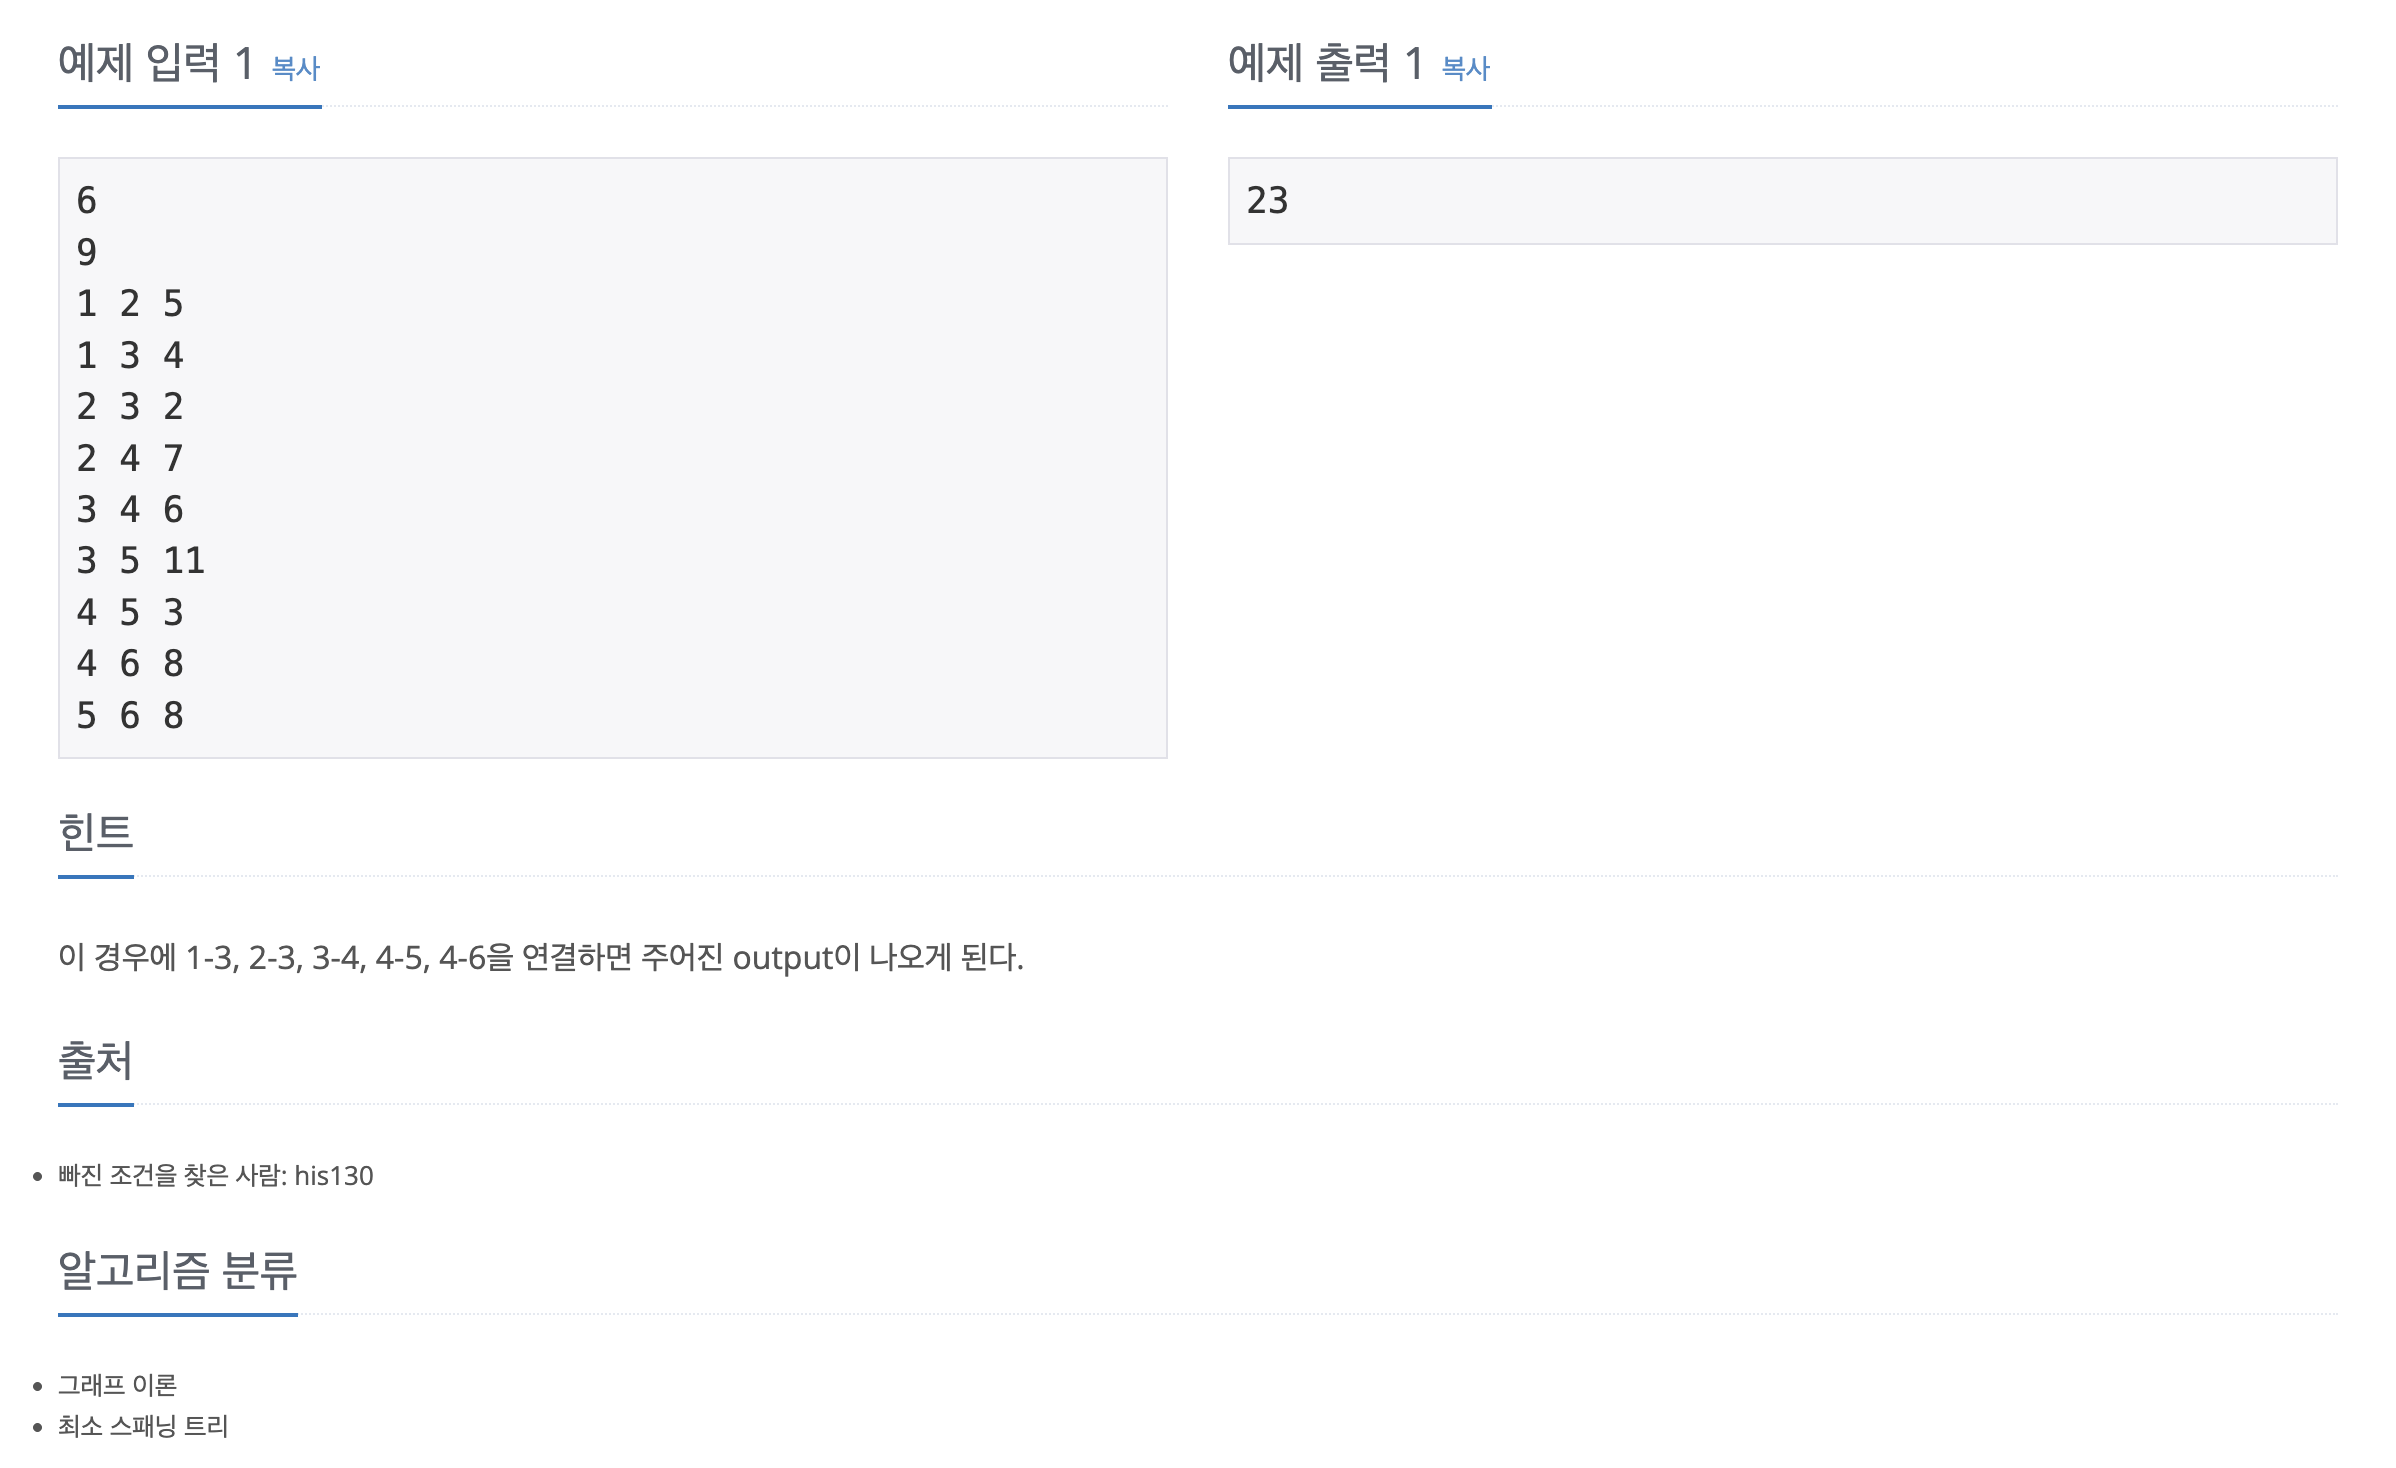 예제 입력 1 복사
6
9
1 2 5
1 3 4
2 3 2
2 4 7
3 4 6
3 5 11
4 5 3
4 6 8
5 6 8
예제 출력 1 복사
23
힌트
이 경우에 1-3, 2-3, 3-4, 4-5, 4-6을 연결하면 주어진 output이 나오게 된다.
출처
빠진 조건을 찾은 사람: his130
알고리즘 분류
그래프 이론
최소 스패닝 트리